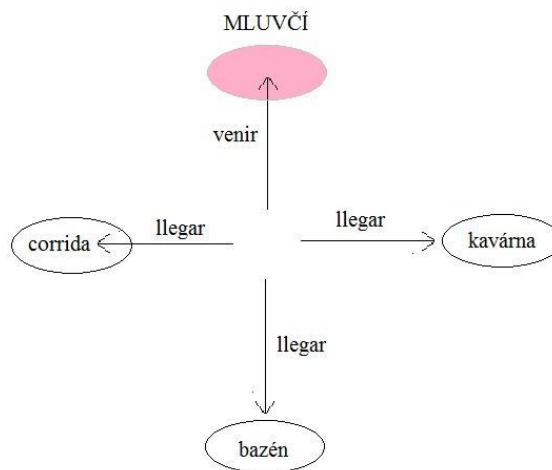 MLUVČÍ
venir
llegar
llegar
corrida
kavárna
llegar
bazén